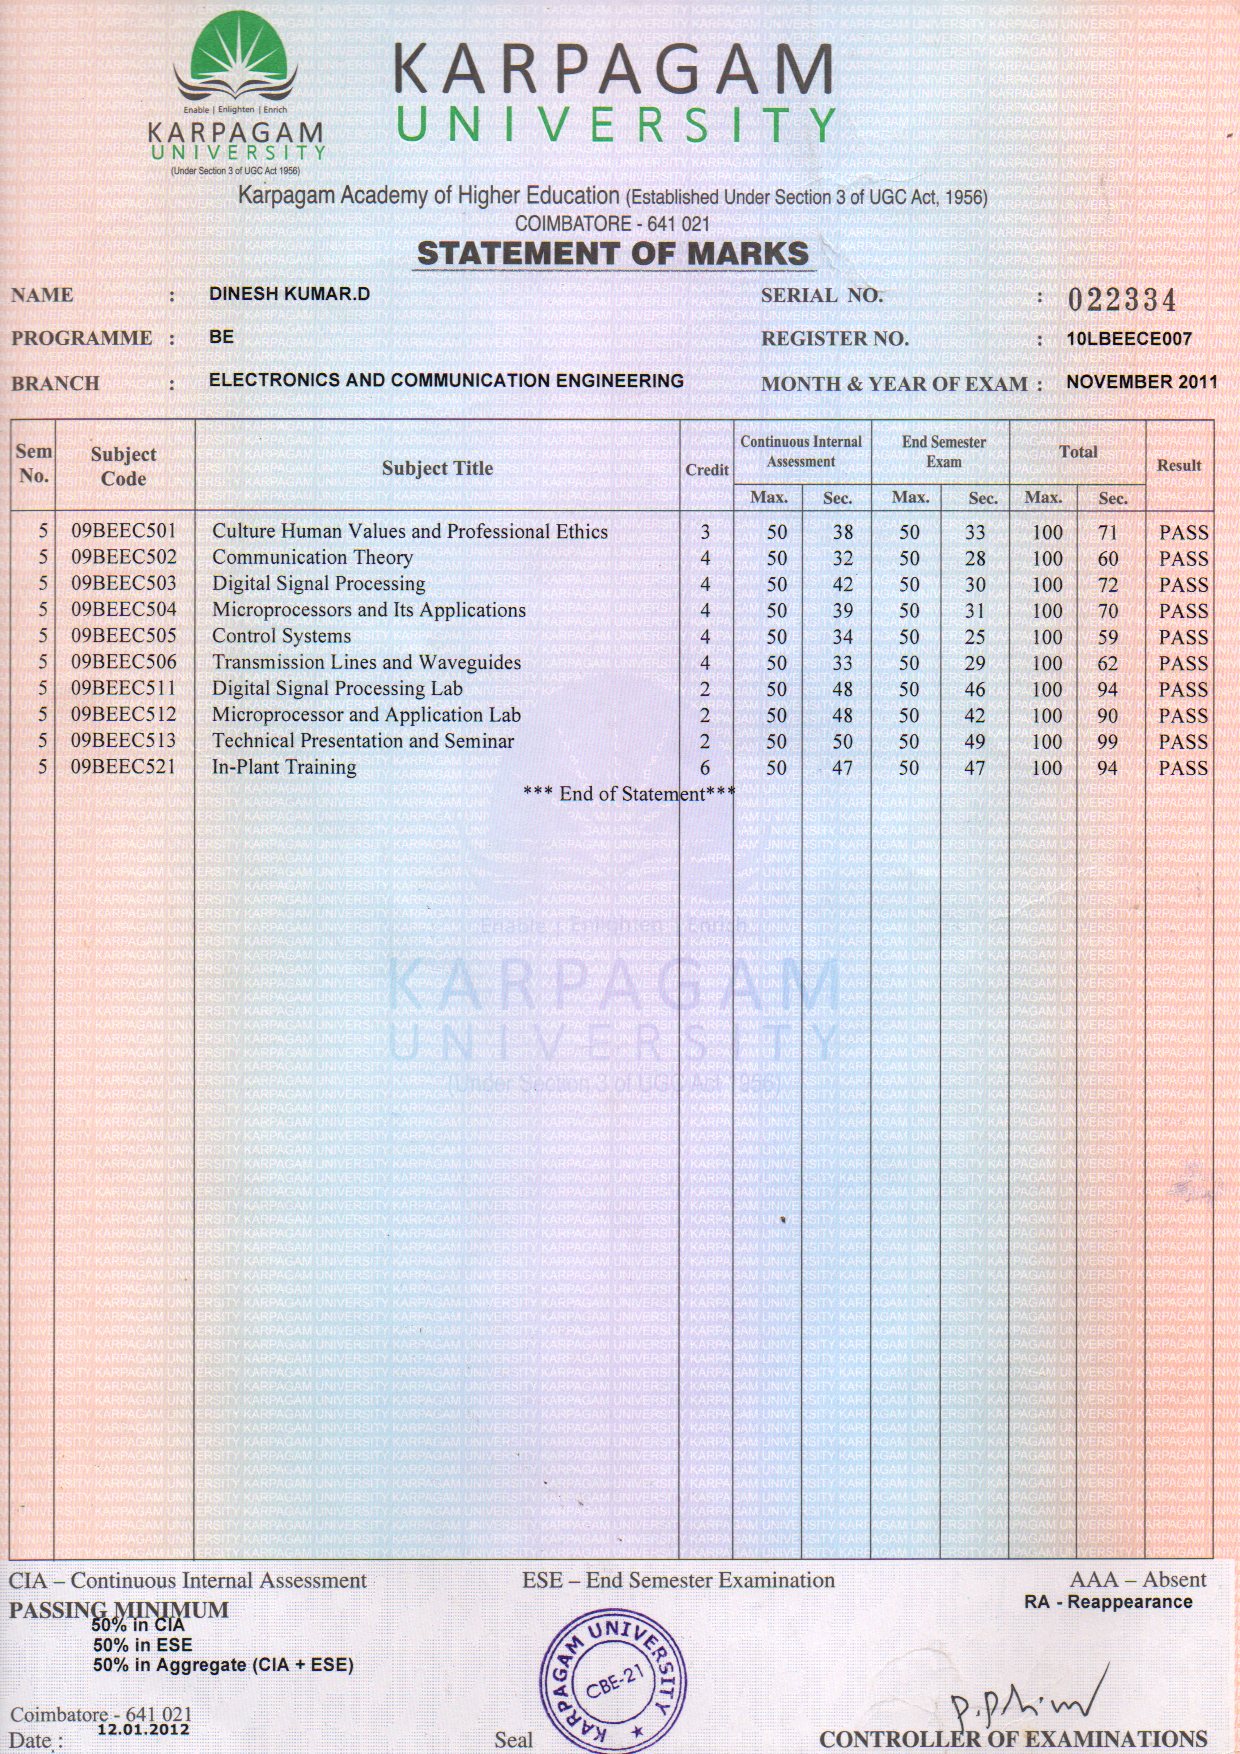 Enable | Enlighten | Enrich
KARPAGAM
UNIVERSITY
(Under Section 3 of UGC Act 1956)
KARPAGAM
UNIVERSITY
Karpagam Academy of Higher Education (Established Under Section 3 of UGC Act, 1956)
COIMBATORE - 641 021
STATEMENT OF MARKS
NAME : DINESH KUMAR.D SERIAL NO. : 022334
PROGRAMME : BE REGISTER NO. : 10LBEECE007
BRANCH : ELECTRONICS AND COMMUNICATION ENGINEERING MONTH & YEAR OF EXAM : NOVEMBER 2011
Sem No. Subject Code Subject Title Credit Continuous Internal Assessment End Semester Exam Total Result
Max. Sec. Max. Sec. Max. Sec.
5 09BEEC501 Culture Human Values and Professional Ethics 3 50 38 50 33 100 71 PASS
5 09BEEC502 Communication Theory 4 50 32 50 28 100 60 PASS
5 09BEEC503 Digital Signal Processing 4 50 42 50 30 100 72 PASS
5 09BEEC504 Microprocessors and Its Applications 4 50 39 50 31 100 70 PASS
5 09BEEC505 Control Systems 4 50 34 50 25 100 59 PASS
5 09BEEC506 Transmission Lines and Waveguides 4 50 33 50 29 100 62 PASS
5 09BEEC511 Digital Signal Processing Lab 2 50 48 50 46 100 94 PASS
5 09BEEC512 Microprocessor and Application Lab 2 50 48 50 42 100 90 PASS
5 09BEEC513 Technical Presentation and Seminar 2 50 50 50 49 100 99 PASS
5 09BEEC521 In-Plant Training 6 50 47 50 47 100 94 PASS
*** End of Statement***
Enable | Enlighten | Enrich
KARPAGAM
UNIVERSITY
(Under Section 3 of UGC Act 1956)
CIA – Continuous Internal Assessment ESE – End Semester Examination AAA – Absent
RA - Reappearance
PASSING MINIMUM
50% in CIA
50% in ESE
50% in Aggregate (CIA + ESE)
KARPAGAM UNIVERSITY
CBE-21
Coimbatore - 641 021
Date : 12.01.2012 Seal CONTROLLER OF EXAMINATIONS